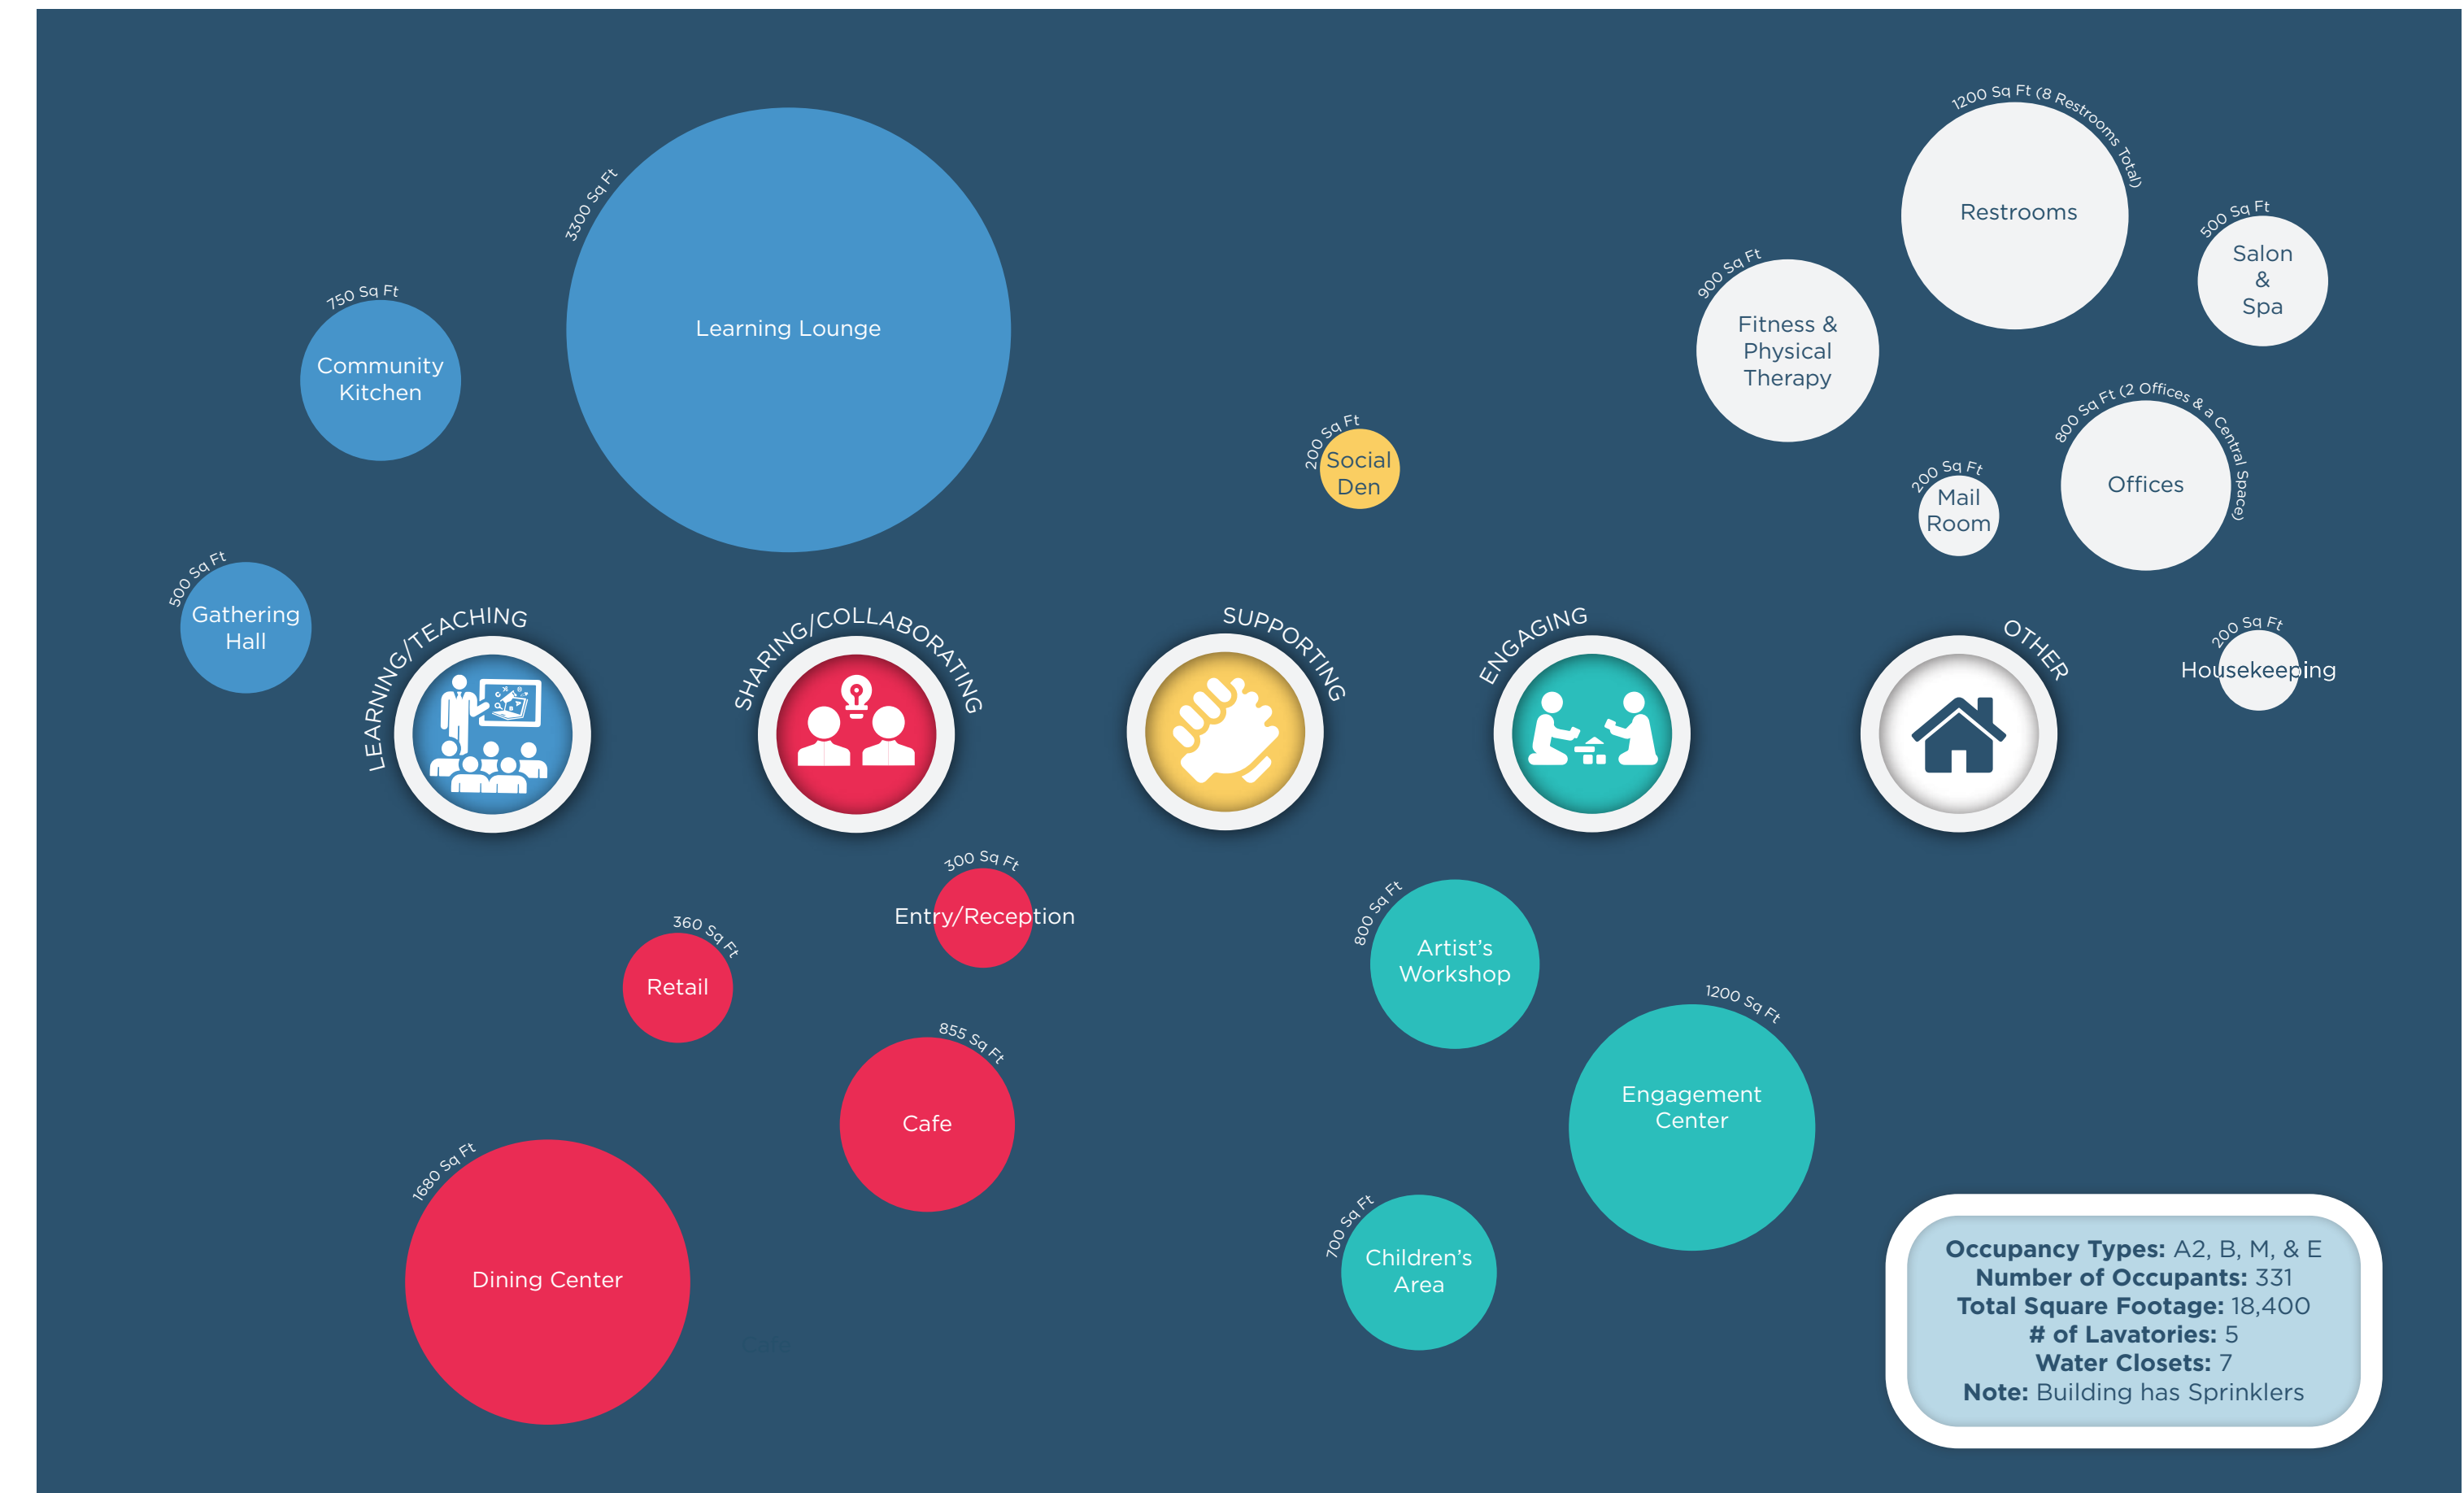 3300 Sq Ft
Learning Lounge
750 Sq Ft
Community
Kitchen
500 Sq Ft
Gathering
Hall
200 Sq Ft
Social
Den
1200 Sq Ft (8 Restrooms Total)
Restrooms
500 Sq Ft
Salon
&
Spa
900 Sq Ft
Fitness &
Physical
Therapy
800 Sq Ft (2 Offices & a Central Space)
Offices
200 Sq Ft
Mail
Room
200 Sq Ft
Housekeeping
LEARNING/TEACHING
SHARING/COLLABORATING
SUPPORTING
ENGAGING
OTHER
300 Sq Ft
Entry/Reception
360 Sq Ft
Retail
855 Sq Ft
Cafe
1680 Sq Ft
Dining Center
800 Sq Ft
Artist’s
Workshop
1200 Sq Ft
Engagement
Center
700 Sq Ft
Children’s
Area
Cafe
Occupancy Types: A2, B, M, & E
Number of Occupants: 331
Total Square Footage: 18,400
# of Lavatories: 5
Water Closets: 7
Note: Building has Sprinklers